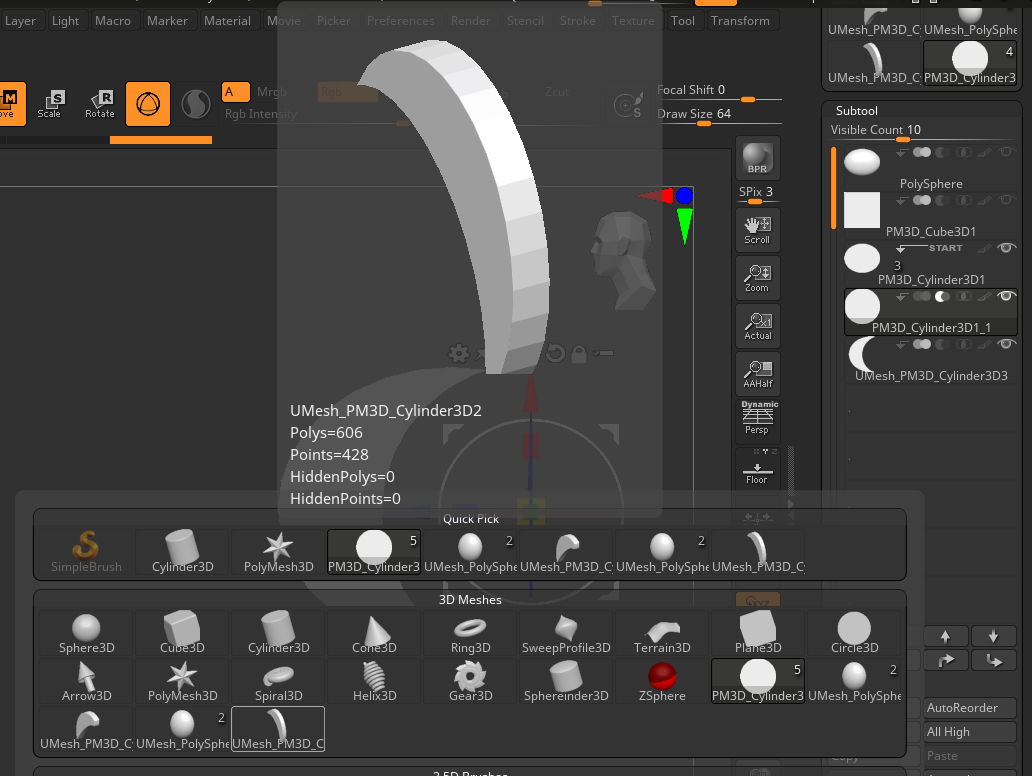 Layer Light Macro Marker Material Movie Picker Preferences Render Stencil Stroke Texture Tool Transform
UMesh_PM3D_C UMesh_PolySphe
4
UMesh_PM3D_C PM3D_Cylinder3
M S R A Mrgb Rgb Zcut
Scale Rotate
Rgb Intensity
Focal Shift 0
Draw Size 64
S
Subtool
Visible Count 10
PolySphere
PM3D_Cube3D1
START
3
PM3D_Cylinder3D1
PM3D_Cylinder3D1_1
UMesh_PM3D_Cylinder3D3
BPR
SPix 3
Scroll
Zoom
Actual
AAHalf
Dynamic
Persp
Floor
UMesh_PM3D_Cylinder3D2
Polys=606
Points=428
HiddenPolys=0
HiddenPoints=0
Quick Pick
5 2 2
SimpleBrush Cylinder3D PolyMesh3D PM3D_Cylinder3 UMesh_PolySphe UMesh_PM3D_C UMesh_PolySphe UMesh_PM3D_C
3D Meshes
Sphere3D Cube3D Cylinder3D Cone3D Ring3D SweepProfile3D Terrain3D Plane3D Circle3D
5 2
Arrow3D PolyMesh3D Spiral3D Helix3D Gear3D Sphereinder3D ZSphere PM3D_Cylinder3 UMesh_PolySphe
2
UMesh_PM3D_C UMesh_PolySphe UMesh_PM3D_C
2.5D Brushes
AutoReorder
All High
Copy Paste